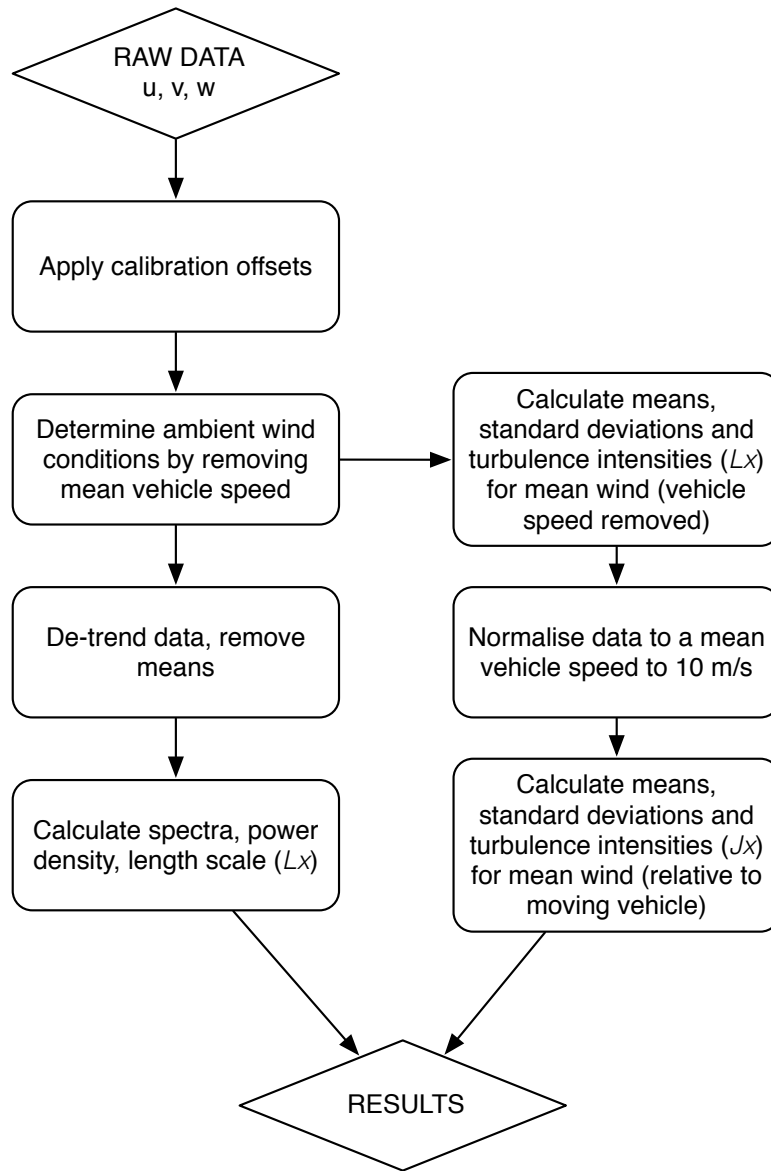 RAW DATA
u, v, w
Apply calibration offsets
Determine ambient wind
conditions by removing
mean vehicle speed
Calculate means,
standard deviations and
turbulence intensities (Lx)
for mean wind (vehicle
speed removed)
De-trend data, remove
means
Normalise data to a mean
vehicle speed to 10 m/s
Calculate spectra, power
density, length scale (Lx)
Calculate means,
standard deviations and
turbulence intensities (Jx)
for mean wind (relative to
moving vehicle)
RESULTS